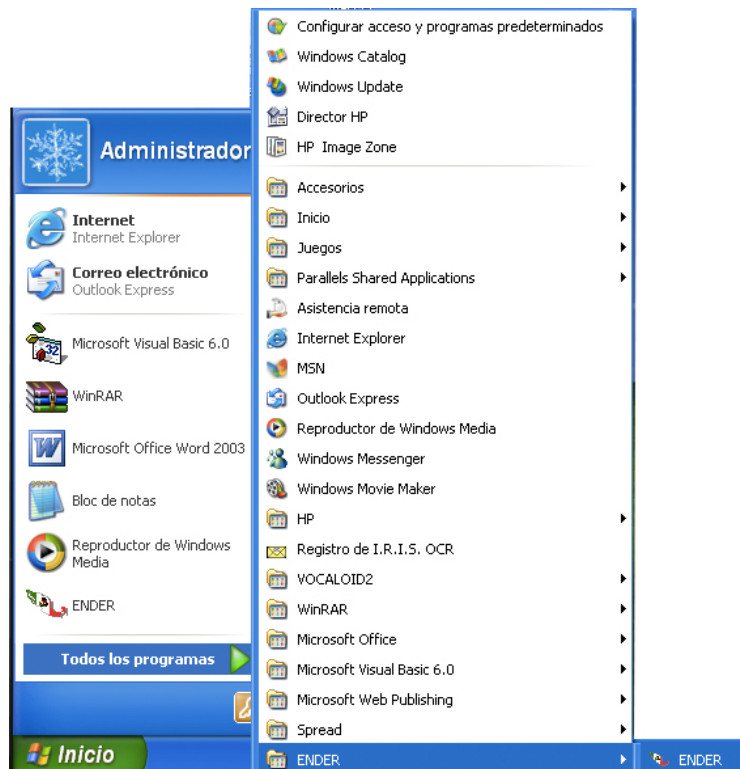 Administrador
Internet
Internet Explorer
Correo electrónico
Outlook Express
Microsoft Visual Basic 6.0
WinRAR
Microsoft Office Word 2003
Bloc de notas
Reproductor de Windows
Media
ENDER
Todos los programas
Inicio
Configurar acceso y programas predeterminados
Windows Catalog
Windows Update
Director HP
HP Image Zone
Accesorios
Inicio
Juegos
Parallels Shared Applications
Asistencia remota
Internet Explorer
MSN
Outlook Express
Reproductor de Windows Media
Windows Messenger
Windows Movie Maker
HP
Registro de I.R.I.S. OCR
VOCALOID2
WinRAR
Microsoft Office
Microsoft Visual Basic 6.0
Microsoft Web Publishing
Spread
ENDER
ENDER